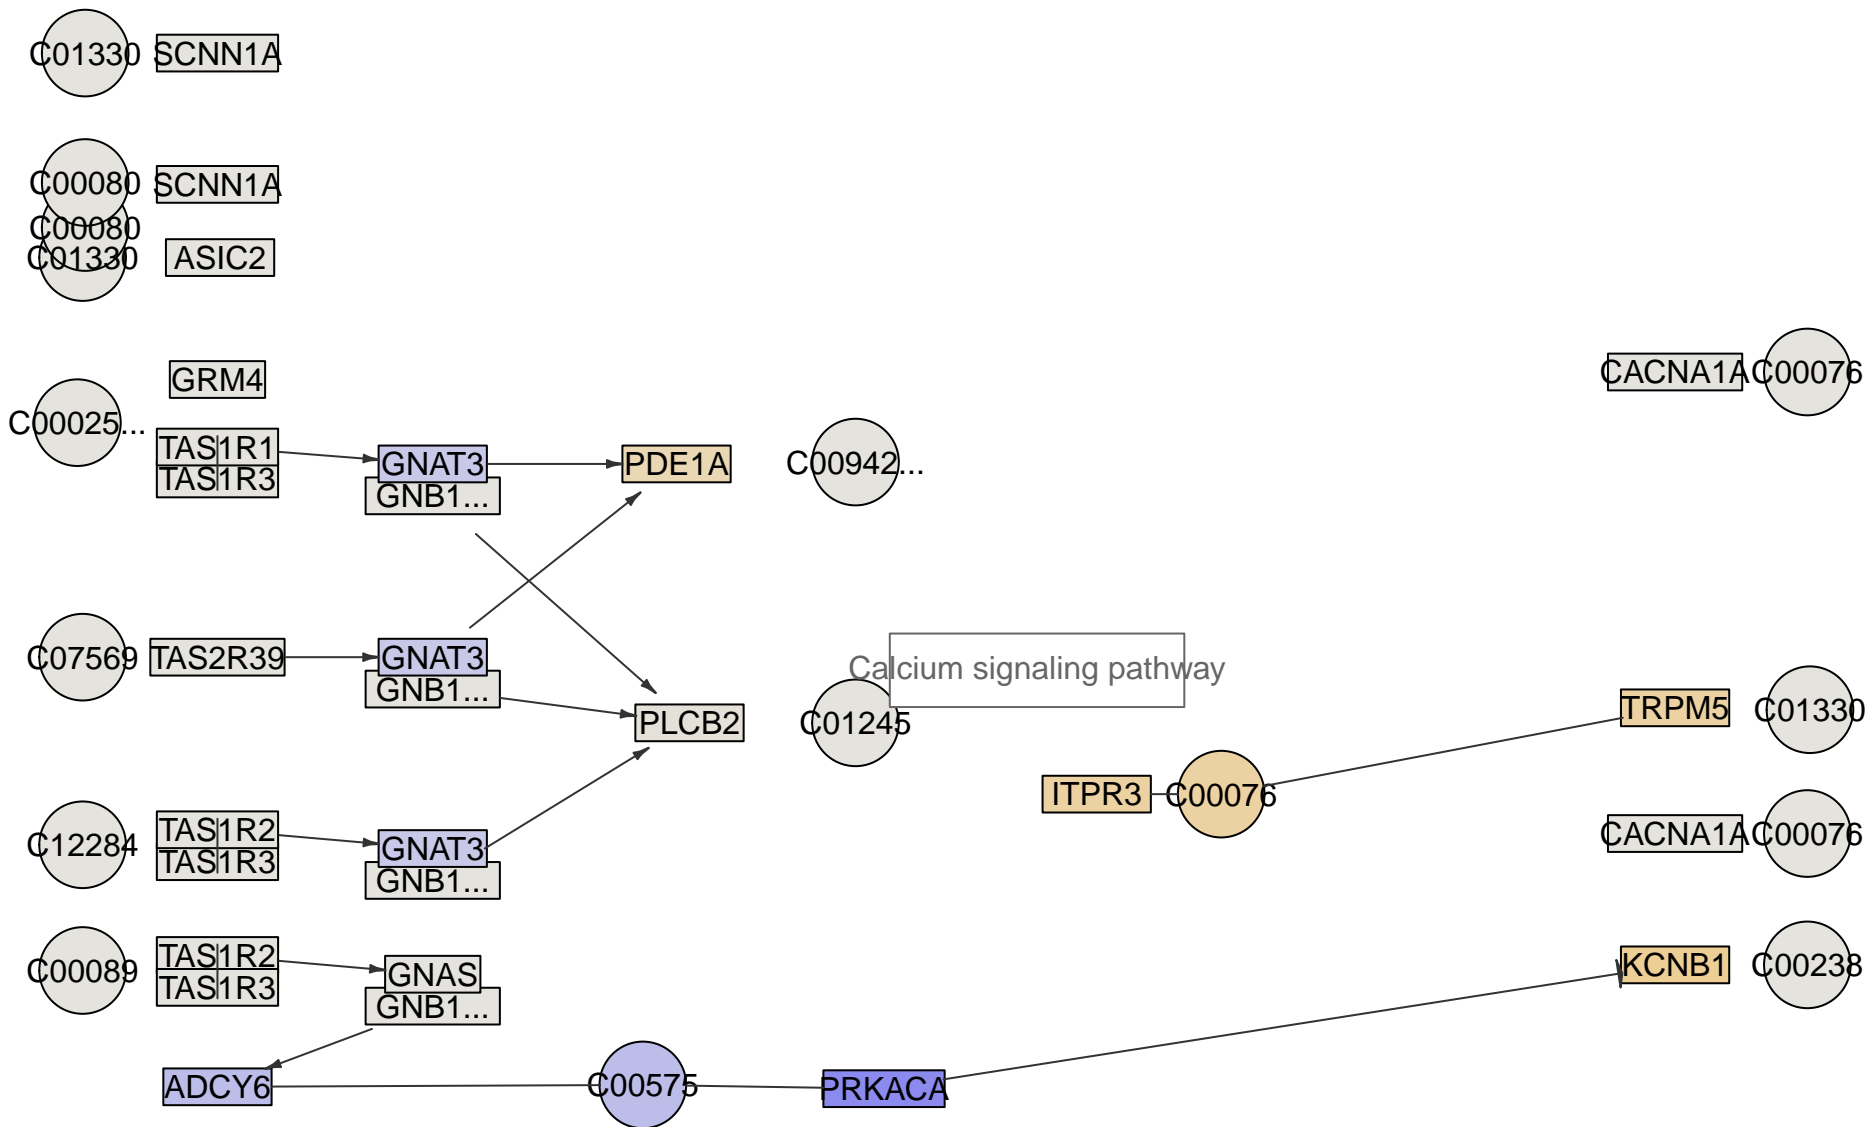 C01330 SCNN1A
C00080 SCNN1A
C00080
C01330 ASIC2
GRM4
CACNA1A C00076
C00025...
TAS1R1
GNAT3 PDE1A C00942...
TAS1R3
GNB1...
C07569 TAS2R39 GNAT3
Calcium signaling pathway
GNB1...
PLCB2 C01245
TRPM5 C01330
ITPR3 C00076
TAS1R2
CACNA1A C00076
C12284
GNAT3
TAS1R3
GNB1...
TAS1R2
C00089
GNAS
KCNB1 C00238
TAS1R3
GNB1...
ADCY6 C00575 PRKACA